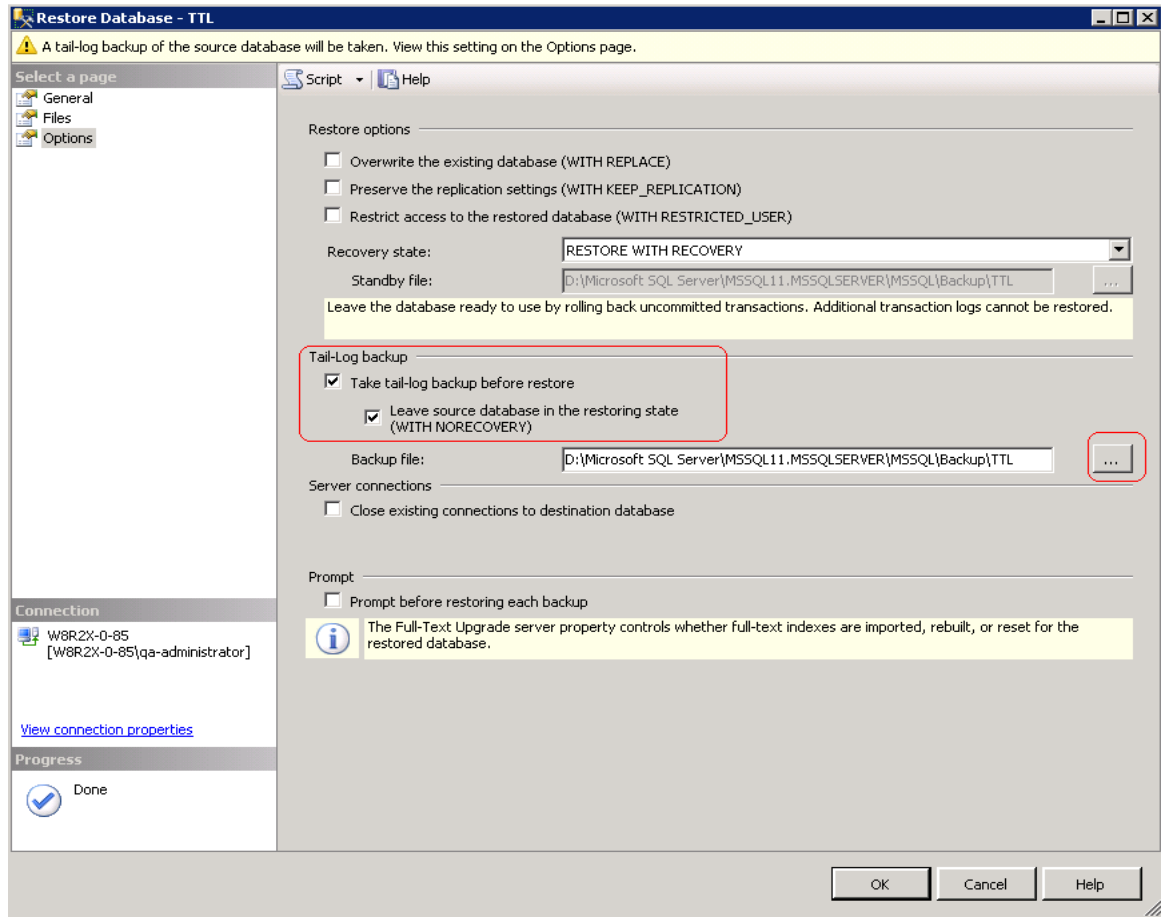 Restore Database - TTL
A tail-log backup of the source database will be taken. View this setting on the Options page.
Select a page
General
Files
Options
Script
Help
Restore options
Overwrite the existing database (WITH REPLACE)
Preserve the replication settings (WITH KEEP_REPLICATION)
Restrict access to the restored database (WITH RESTRICTED_USER)
Recovery state:
RESTORE WITH RECOVERY
Standby file:
D:\Microsoft SQL Server\MSSQL11.MSSQLSERVER\MSSQL\Backup\TTL
...
Leave the database ready to use by rolling back uncommitted transactions. Additional transaction logs cannot be restored.
Tail-Log backup
Take tail-log backup before restore
Leave source database in the restoring state
(WITH NORECOVERY)
Backup file:
D:\Microsoft SQL Server\MSSQL11.MSSQLSERVER\MSSQL\Backup\TTL
...
Server connections
Close existing connections to destination database
Prompt
Prompt before restoring each backup
The Full-Text Upgrade server property controls whether full-text indexes are imported, rebuilt, or reset for the
restored database.
Connection
W8R2X-0-85
[W8R2X-0-85\qa-administrator]
View connection properties
Progress
Done
OK
Cancel
Help